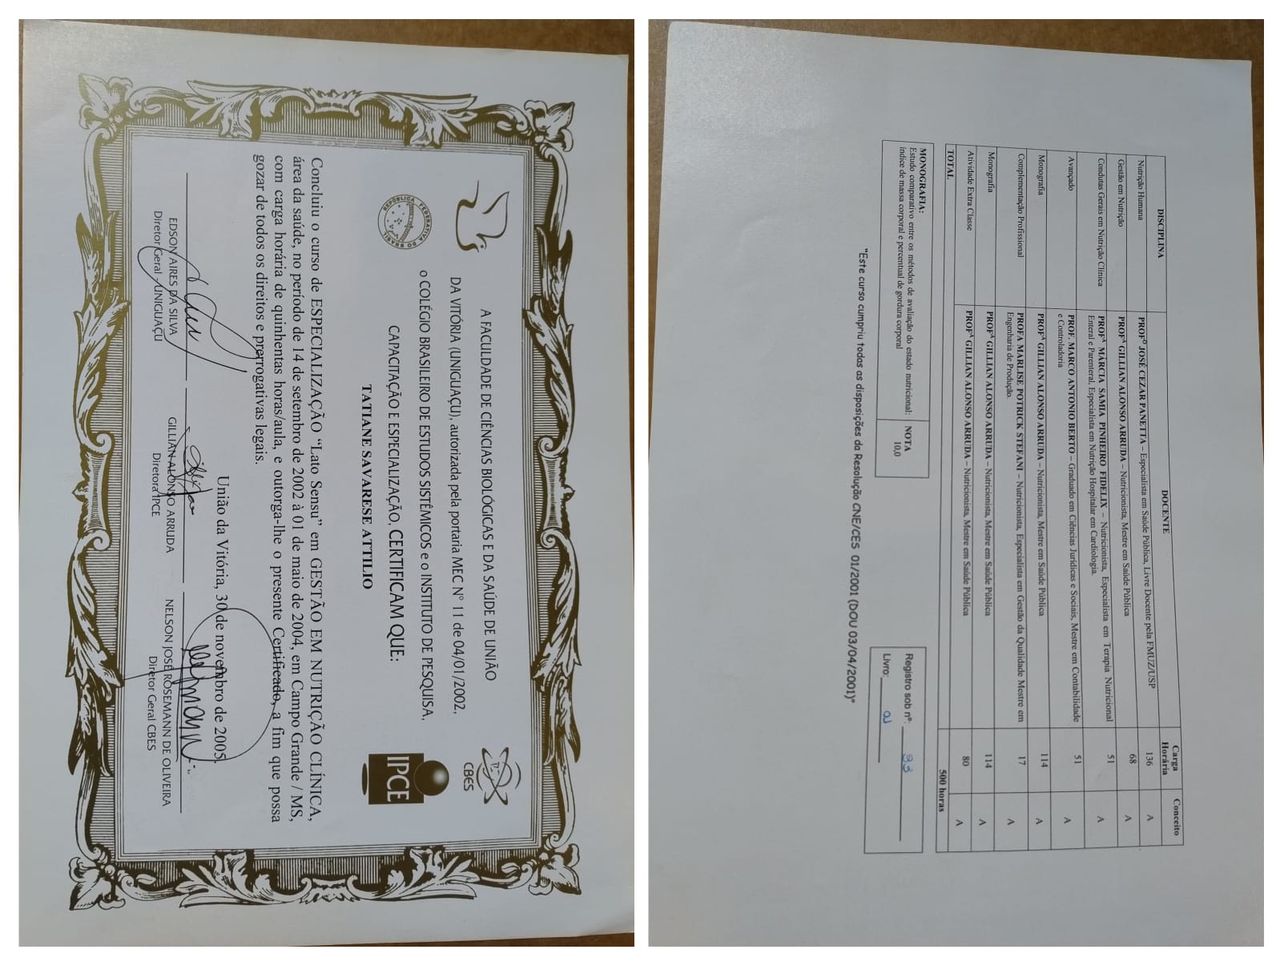 REPÚBLICA FEDERATIVA DO BRASIL
CBES
IPCE
A FACULDADE DE CIÊNCIAS BIOLÓGICAS E DA SAÚDE DE UNIÃO
DA VITÓRIA (UNIGUAÇU), autorizada pela portaria MEC Nº 11 de 04/01/2002,
o COLÉGIO BRASILEIRO DE ESTUDOS SISTÊMICOS e o INSTITUTO DE PESQUISA,
CAPACITAÇÃO E ESPECIALIZAÇÃO, CERTIFICAM QUE:
TATIANE SAVARESE ATTILIO
Concluiu o curso de ESPECIALIZAÇÃO "Lato Sensu" em GESTÃO EM NUTRIÇÃO CLÍNICA,
área da saúde, no período de 14 de setembro de 2002 à 01 de maio de 2004, em Campo Grande / MS,
com carga horária de quinhentas horas/aula, e outorga-lhe o presente Certificado, a fim que possa
gozar de todos os direitos e prerrogativas legais.
União da Vitória, 30 de novembro de 2005.
EDSON AIRES DA SILVA
Diretor Geral - UNIGUAÇU
GILLIAN ALONSO ARRUDA
Diretora IPCE
NELSON JOSÉ ROSEMANN DE OLIVEIRA
Diretor Geral CBES
DISCIPLINA DOCENTE Carga Horária Conceito
Nutrição Humana PROFº JOSÉ CEZAR PANETTA – Especialista em Saúde Pública, Livre Docente pela FMUZ/USP 136 A
Gestão em Nutrição PROFª GILLIAN ALONSO ARRUDA – Nutricionista, Mestre em Saúde Pública 68 A
Condutas Gerais em Nutrição Clínica PROFª MÁRCIA SAMIA PINHEIRO FIDELIX – Nutricionista, Especialista em Terapia Nutricional
Enteral e Parenteral, Especialista em Nutrição Hospitalar em Cardiologia. 51 A
Avançado PROF. MARCO ANTONIO BERTO – Graduado em Ciências Jurídicas e Sociais, Mestre em Contabilidade
e Controladoria 51 A
Monografia PROFª GILLIAN ALONSO ARRUDA – Nutricionista, Mestre em Saúde Pública 114 A
Complementação Profissional PROFA MARLISE POTRICK STEFANI – Nutricionista, Especialista em Gestão da Qualidade Mestre em
Engenharia de Produção. 17 A
Monografia PROFª GILLIAN ALONSO ARRUDA – Nutricionista, Mestre em Saúde Pública 114 A
Atividade Extra Classe PROFª GILLIAN ALONSO ARRUDA – Nutricionista, Mestre em Saúde Pública 80 A
TOTAL 500 horas
MONOGRAFIA: NOTA
Estudo comparativo entre os métodos de avaliação do estado nutricional: 10,0
índice de massa corporal e percentual de gordura corporal
Registro sob nº: 33
Livro: 01
"Este curso cumpriu todas as disposições da Resolução CNE/CES 01/2001 (DOU 03/04/2001)"